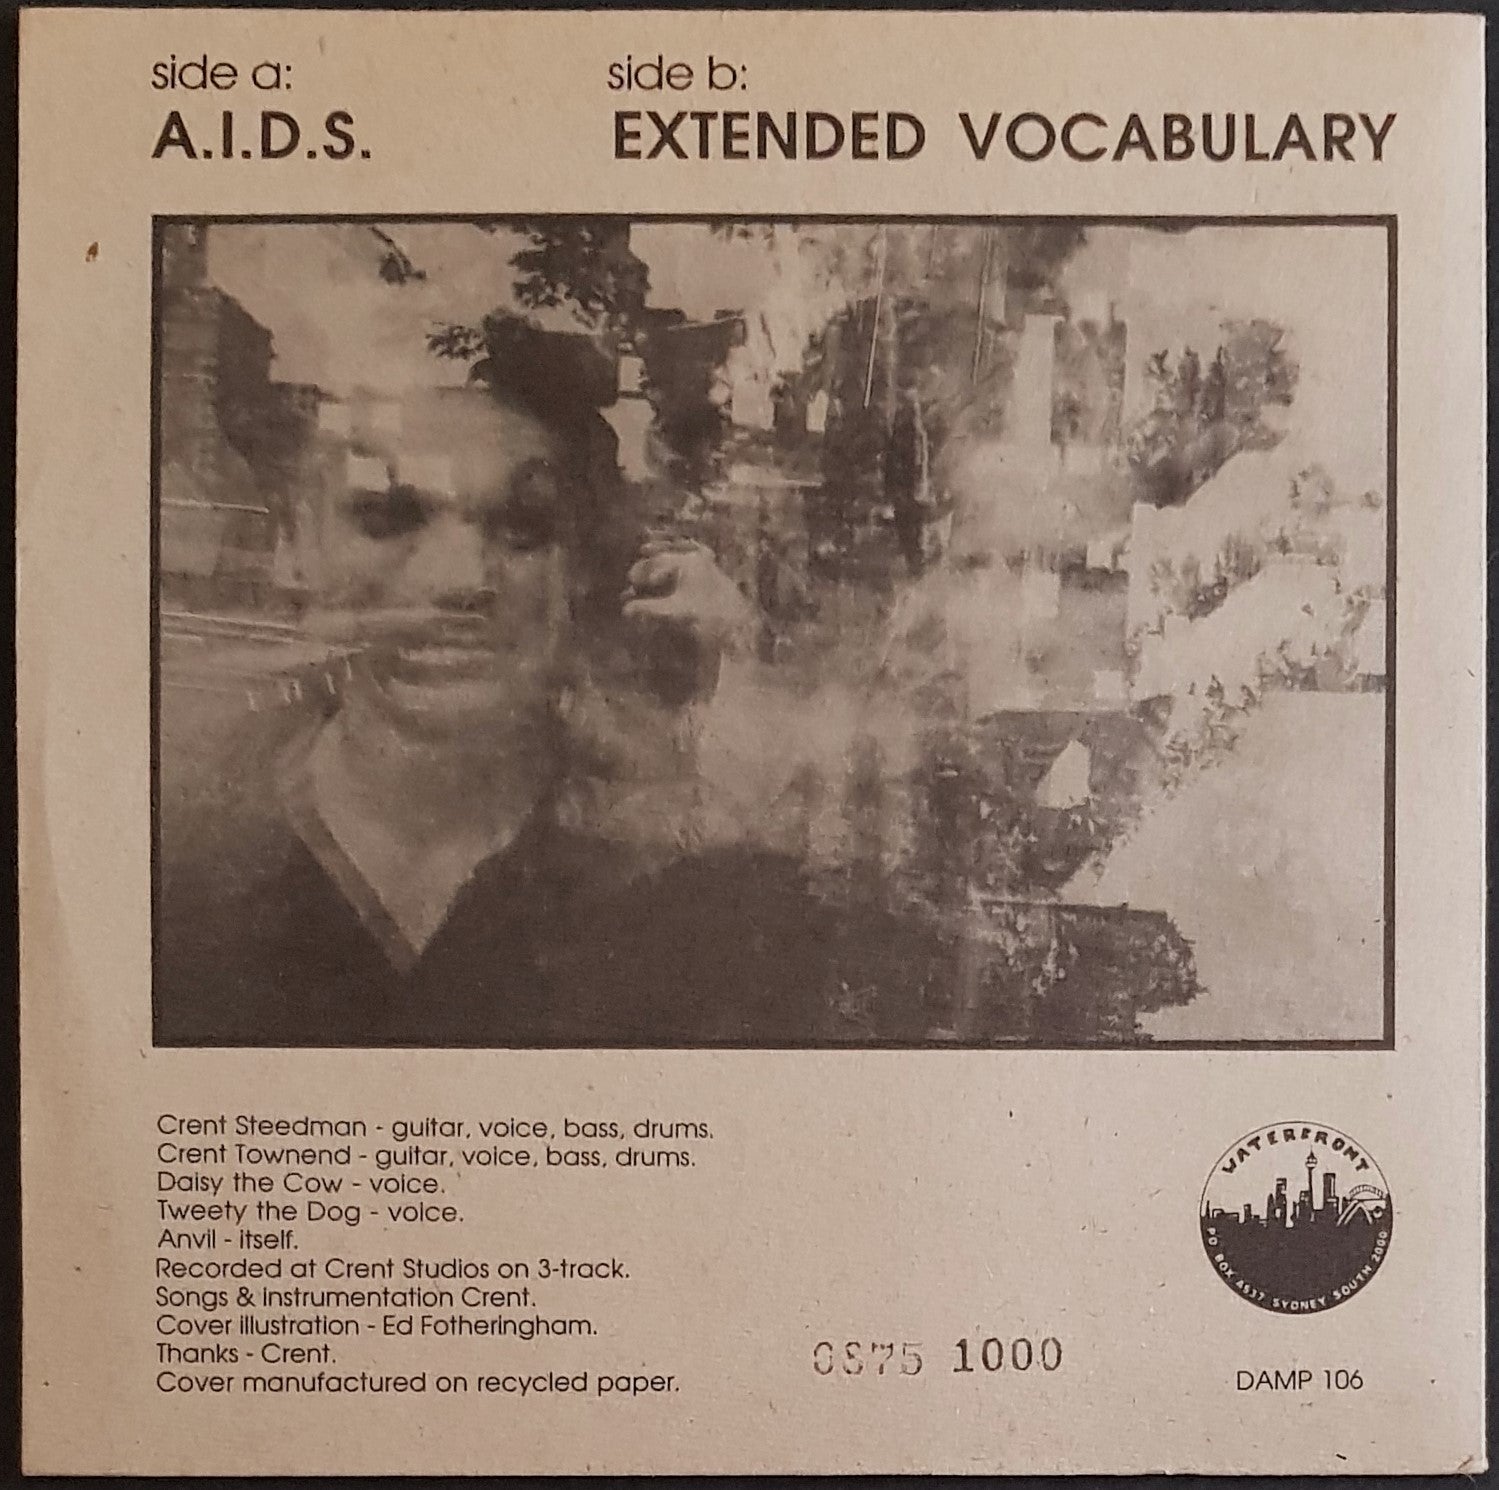 side a:
A.I.D.S.
side b:
EXTENDED VOCABULARY
Crent Steedman - guitar, voice, bass, drums.
Crent Townend - guitar, voice, bass, drums.
Daisy the Cow - voice.
Tweety the Dog - voice.
Anvil - itself.
Recorded at Crent Studios on 3-track.
Songs & instrumentation Crent.
Cover illustration - Ed Fotheringham.
Thanks - Crent.
Cover manufactured on recycled paper.
0875 1000
WATERFRONT
PO BOX 4537 SYDNEY SOUTH 2000
DAMP 106